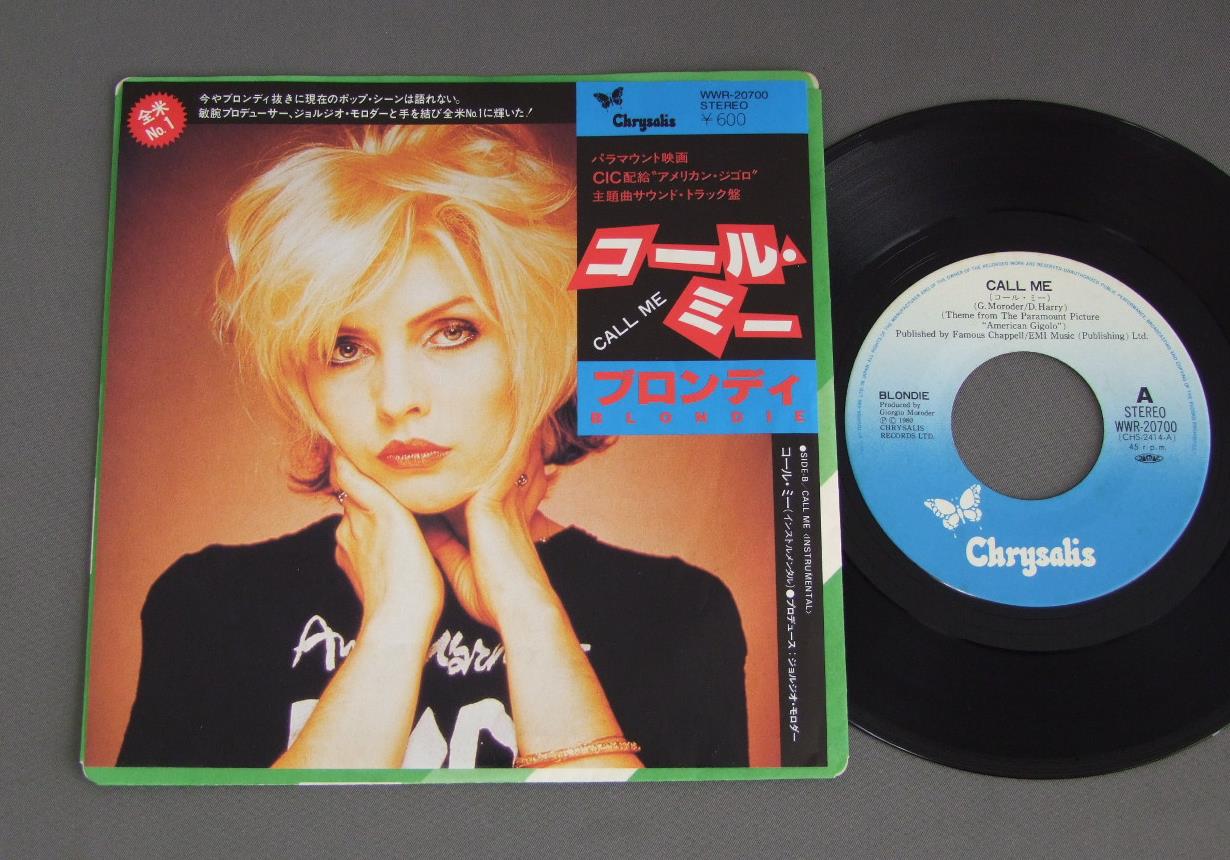 全米
No.1
今やブロンディ抜きに現在のポップ・シーンは語れない。
敏腕プロデューサー、ジョルジオ・モロダーと手を結び全米No.1に輝いた!
Chrysalis
WWR-20700
STEREO
¥600
パラマウント映画
CIC配給“アメリカン・ジゴロ”
主題曲サウンド・トラック盤
コール・
ミー
CALL ME
ブロンディ
BLONDIE
●SIDE-B/CALL ME〈INSTRUMENTAL〉
コール・ミー(インストルメンタル)●プロデュース:ジョルジオ・モロダー
CALL ME
(コール・ミー)
(G. Moroder/D. Harry)
(Theme from The Paramount Picture
“American Gigolo”)
Published by Famous Chappell/EMI Music (Publishing) Ltd.
BLONDIE
Produced by
Giorgio Moroder
Ⓟ © 1980
CHRYSALIS
RECORDS LTD.
A
STEREO
WWR-20700
(CHS-2414-A)
45 r.p.m.
Chrysalis